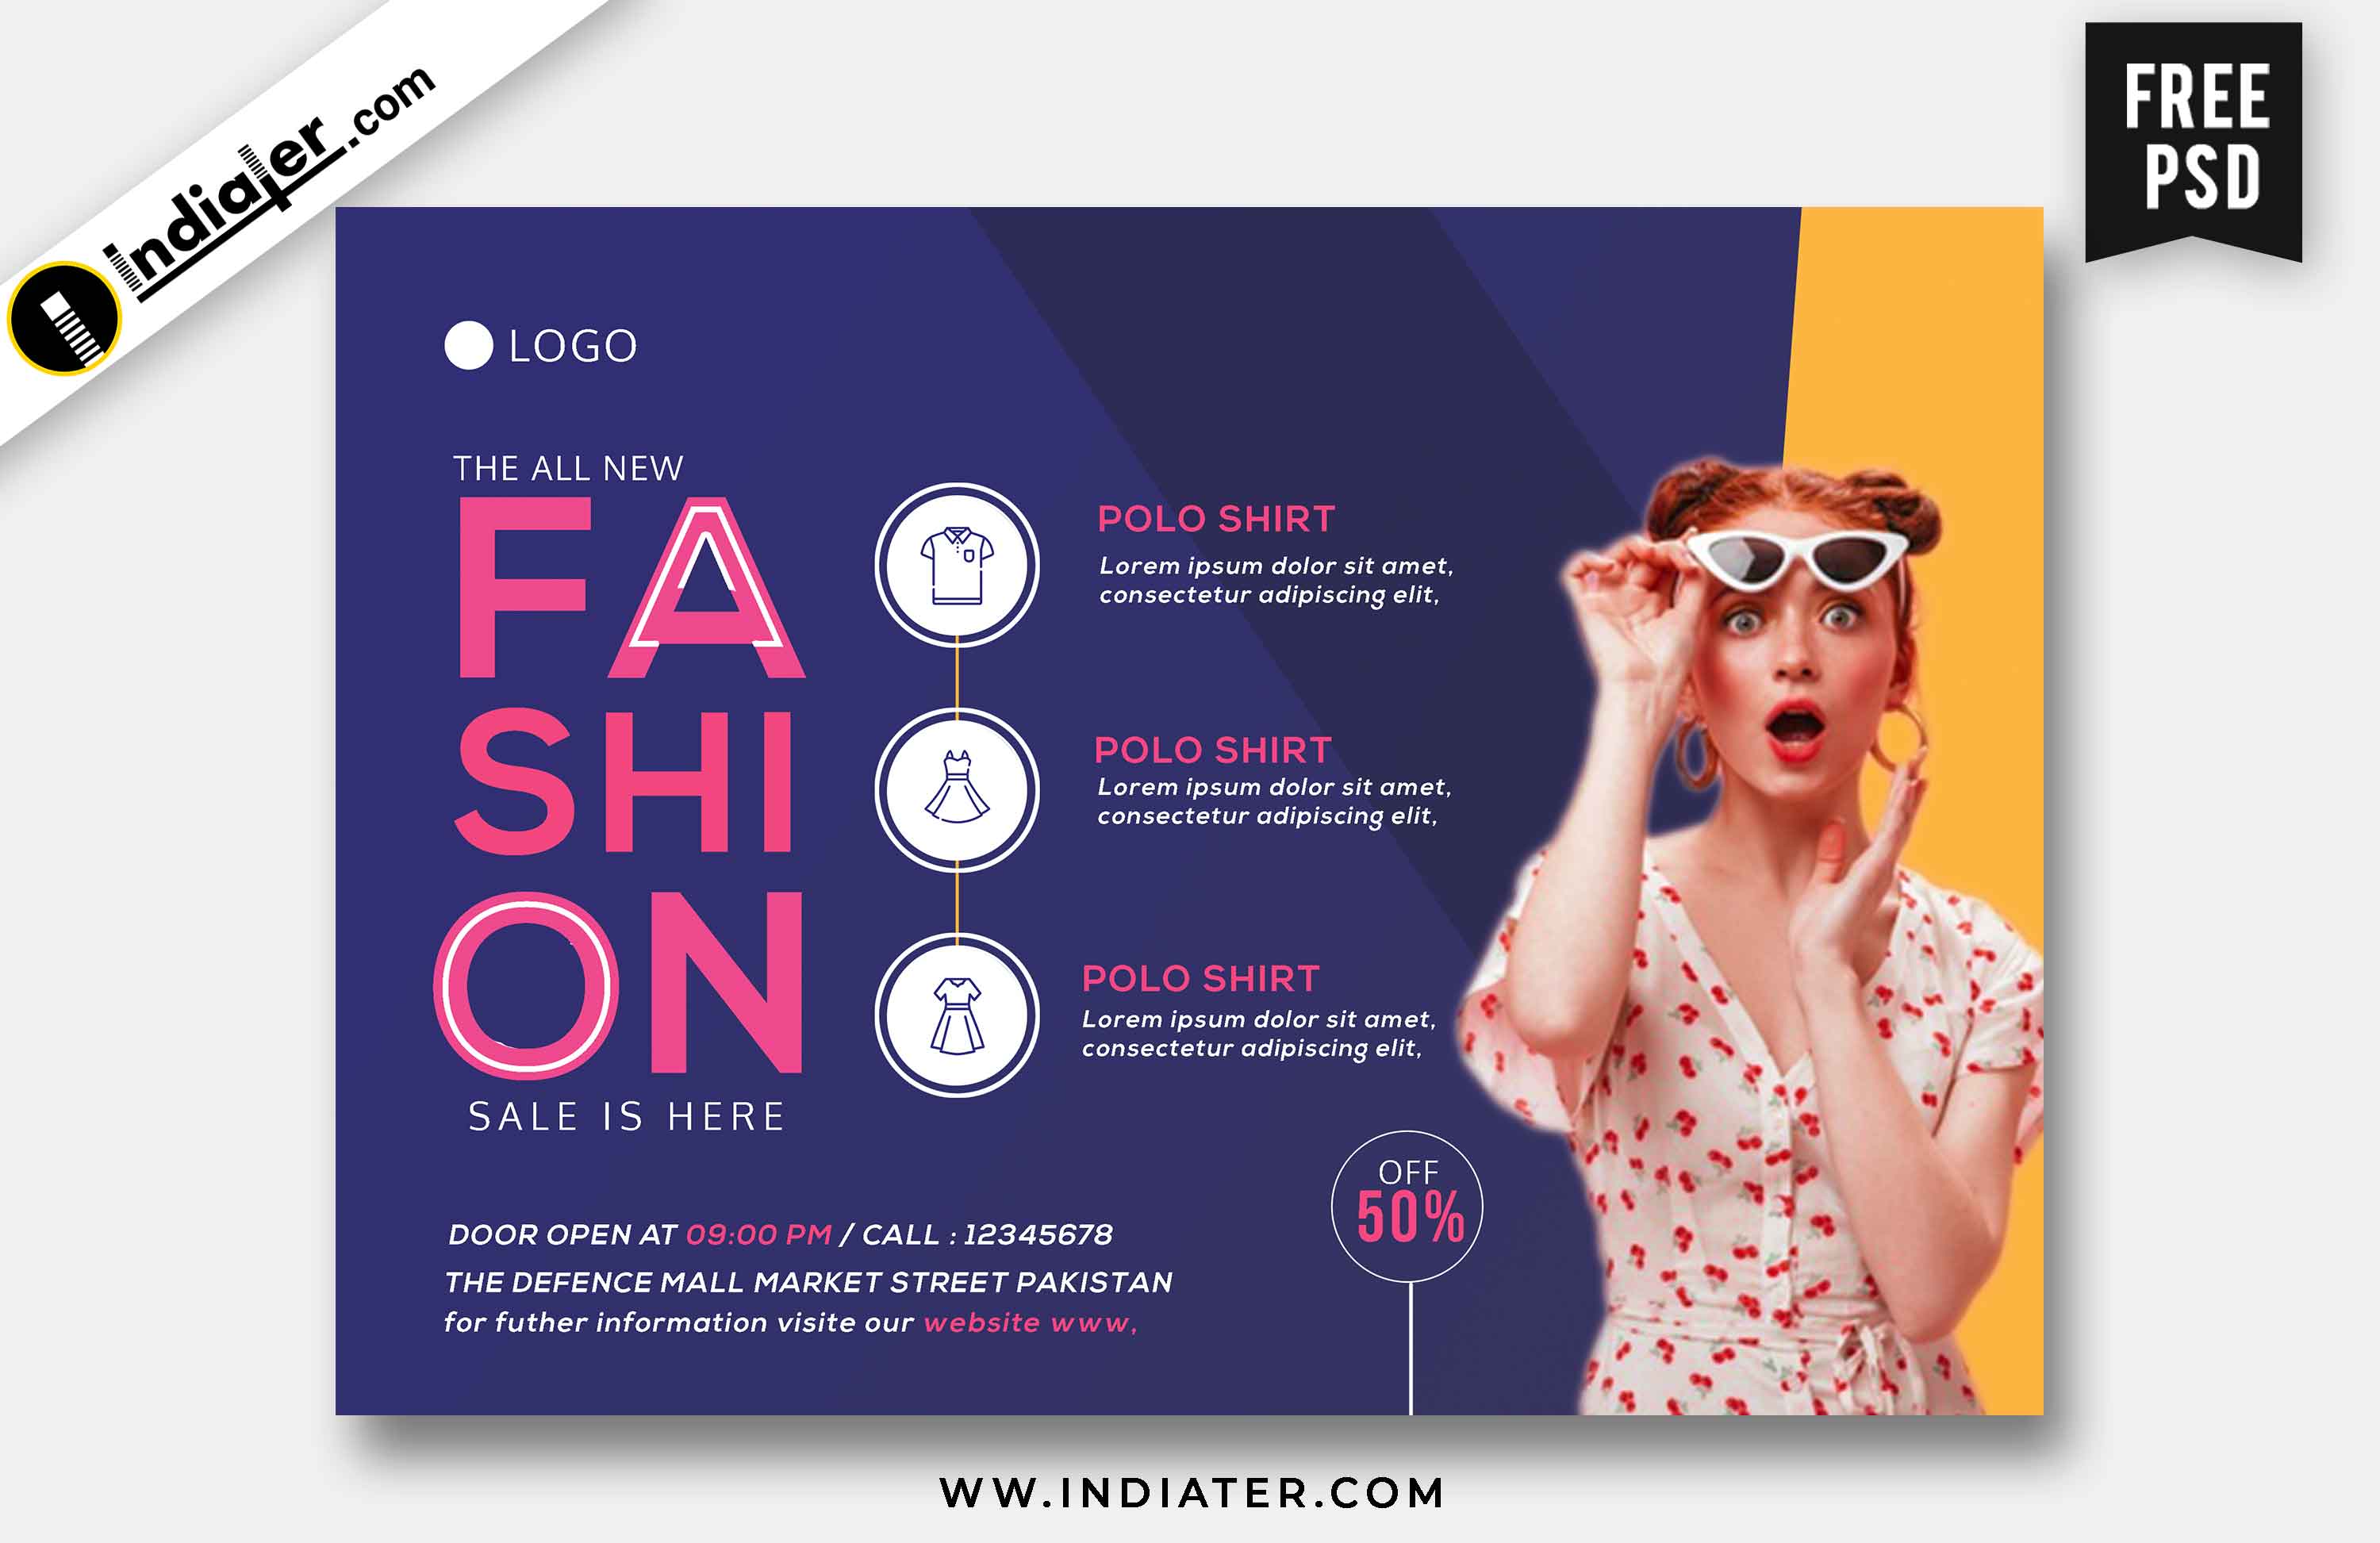 Indiater.com
FREE
PSD
LOGO
THE ALL NEW
FA
SHI
ON
SALE IS HERE
POLO SHIRT
Lorem ipsum dolor sit amet,
consectetur adipiscing elit,
POLO SHIRT
Lorem ipsum dolor sit amet,
consectetur adipiscing elit,
POLO SHIRT
Lorem ipsum dolor sit amet,
consectetur adipiscing elit,
OFF
50%
DOOR OPEN AT 09:00 PM / CALL : 12345678
THE DEFENCE MALL MARKET STREET PAKISTAN
for futher information visite our website www,
WW.INDIATER.COM